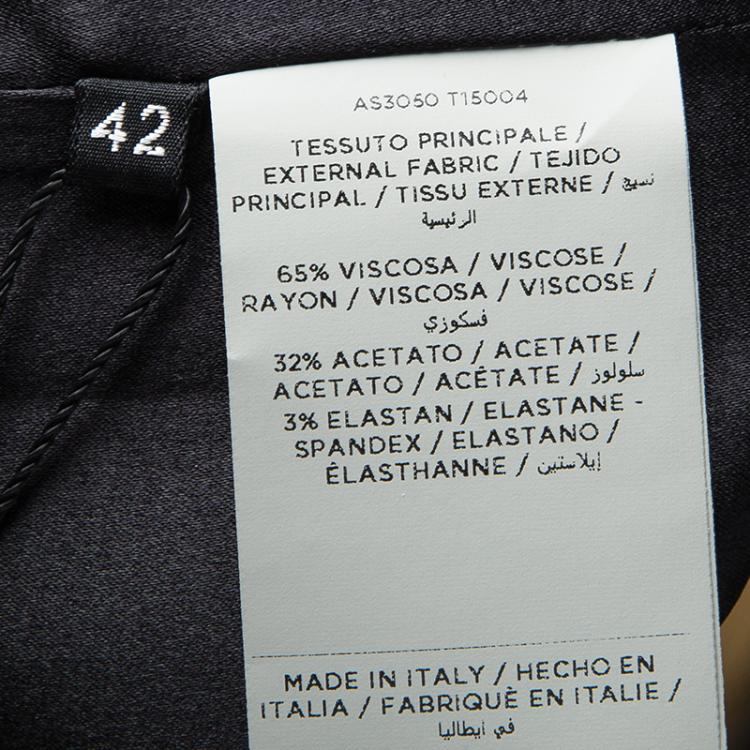 42
AS3050 T15004
TESSUTO PRINCIPALE /
EXTERNAL FABRIC / TEJIDO
PRINCIPAL / TISSU EXTERNE / نسيج
الرئيسية
65% VISCOSA / VISCOSE /
RAYON / VISCOSA / VISCOSE /
فسكوزي
32% ACETATO / ACETATE /
ACETATO / ACÉTATE / سلولوز
3% ELASTAN / ELASTANE -
SPANDEX / ELASTANO /
ÉLASTHANNE / إيلاستين
MADE IN ITALY / HECHO EN
ITALIA / FABRIQUÈ EN ITALIE /
في ايطاليا